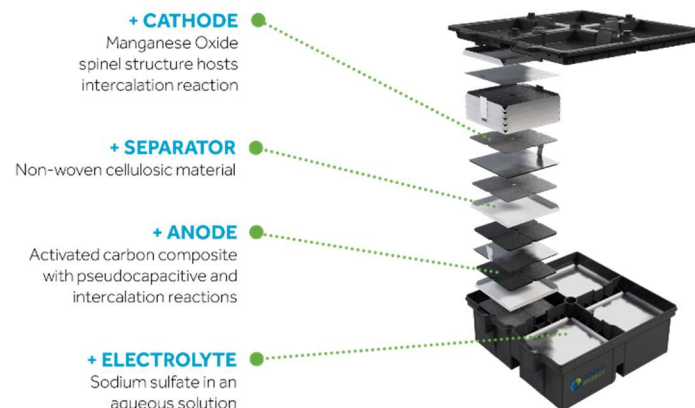 + CATHODE
Manganese Oxide
spinel structure hosts
intercalation reaction
+ SEPARATOR
Non-woven cellulosic material
+ ANODE
Activated carbon composite
with pseudocapacitive and
intercalation reactions
+ ELECTROLYTE
Sodium sulfate in an
aqueous solution